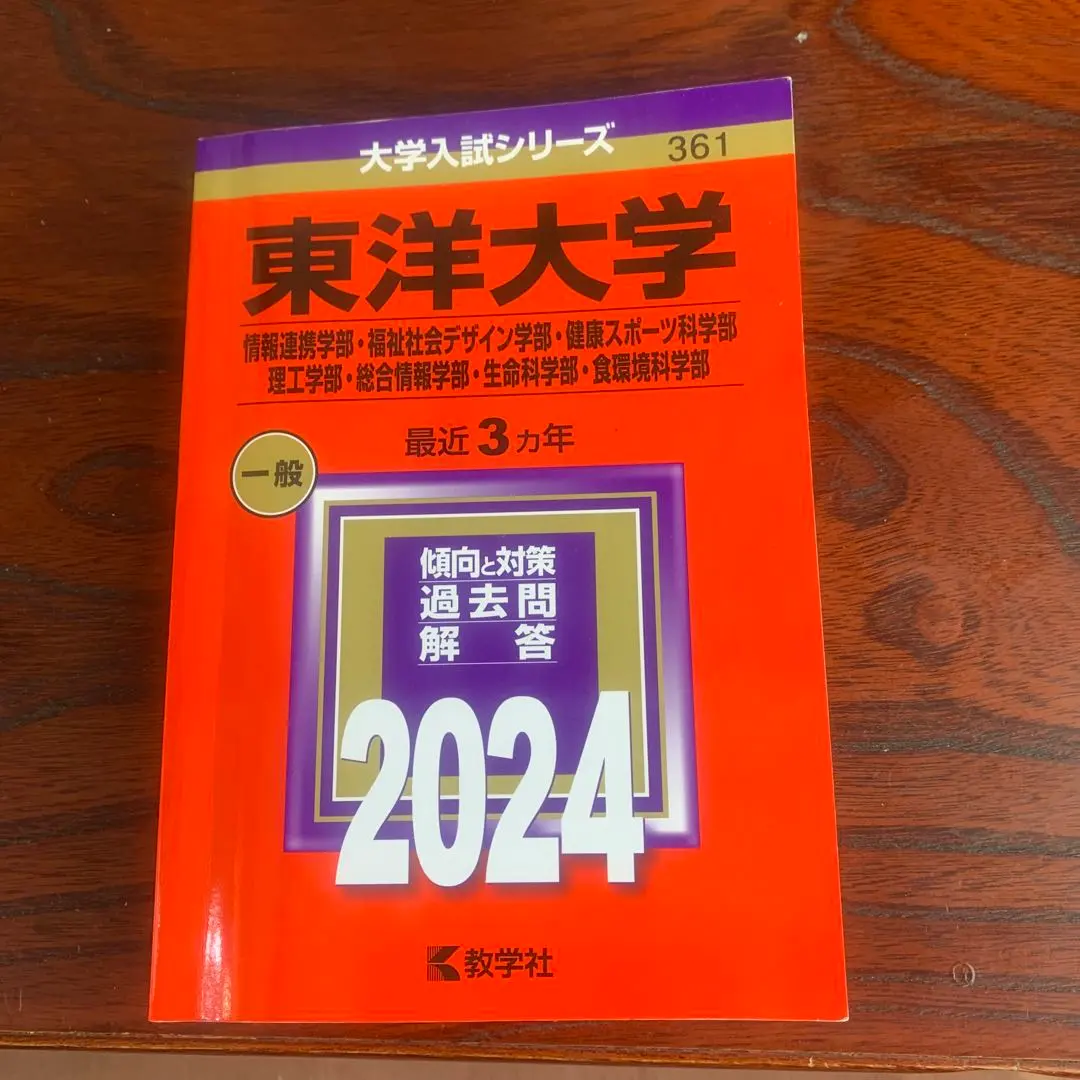 大学入試シリーズ 361
東洋大学
情報連携学部・福祉社会デザイン学部・健康スポーツ科学部
理工学部・総合情報学部・生命科学部・食環境科学部
最近3カ年
一般
傾向と対策
過去問
解答
2024
教学社